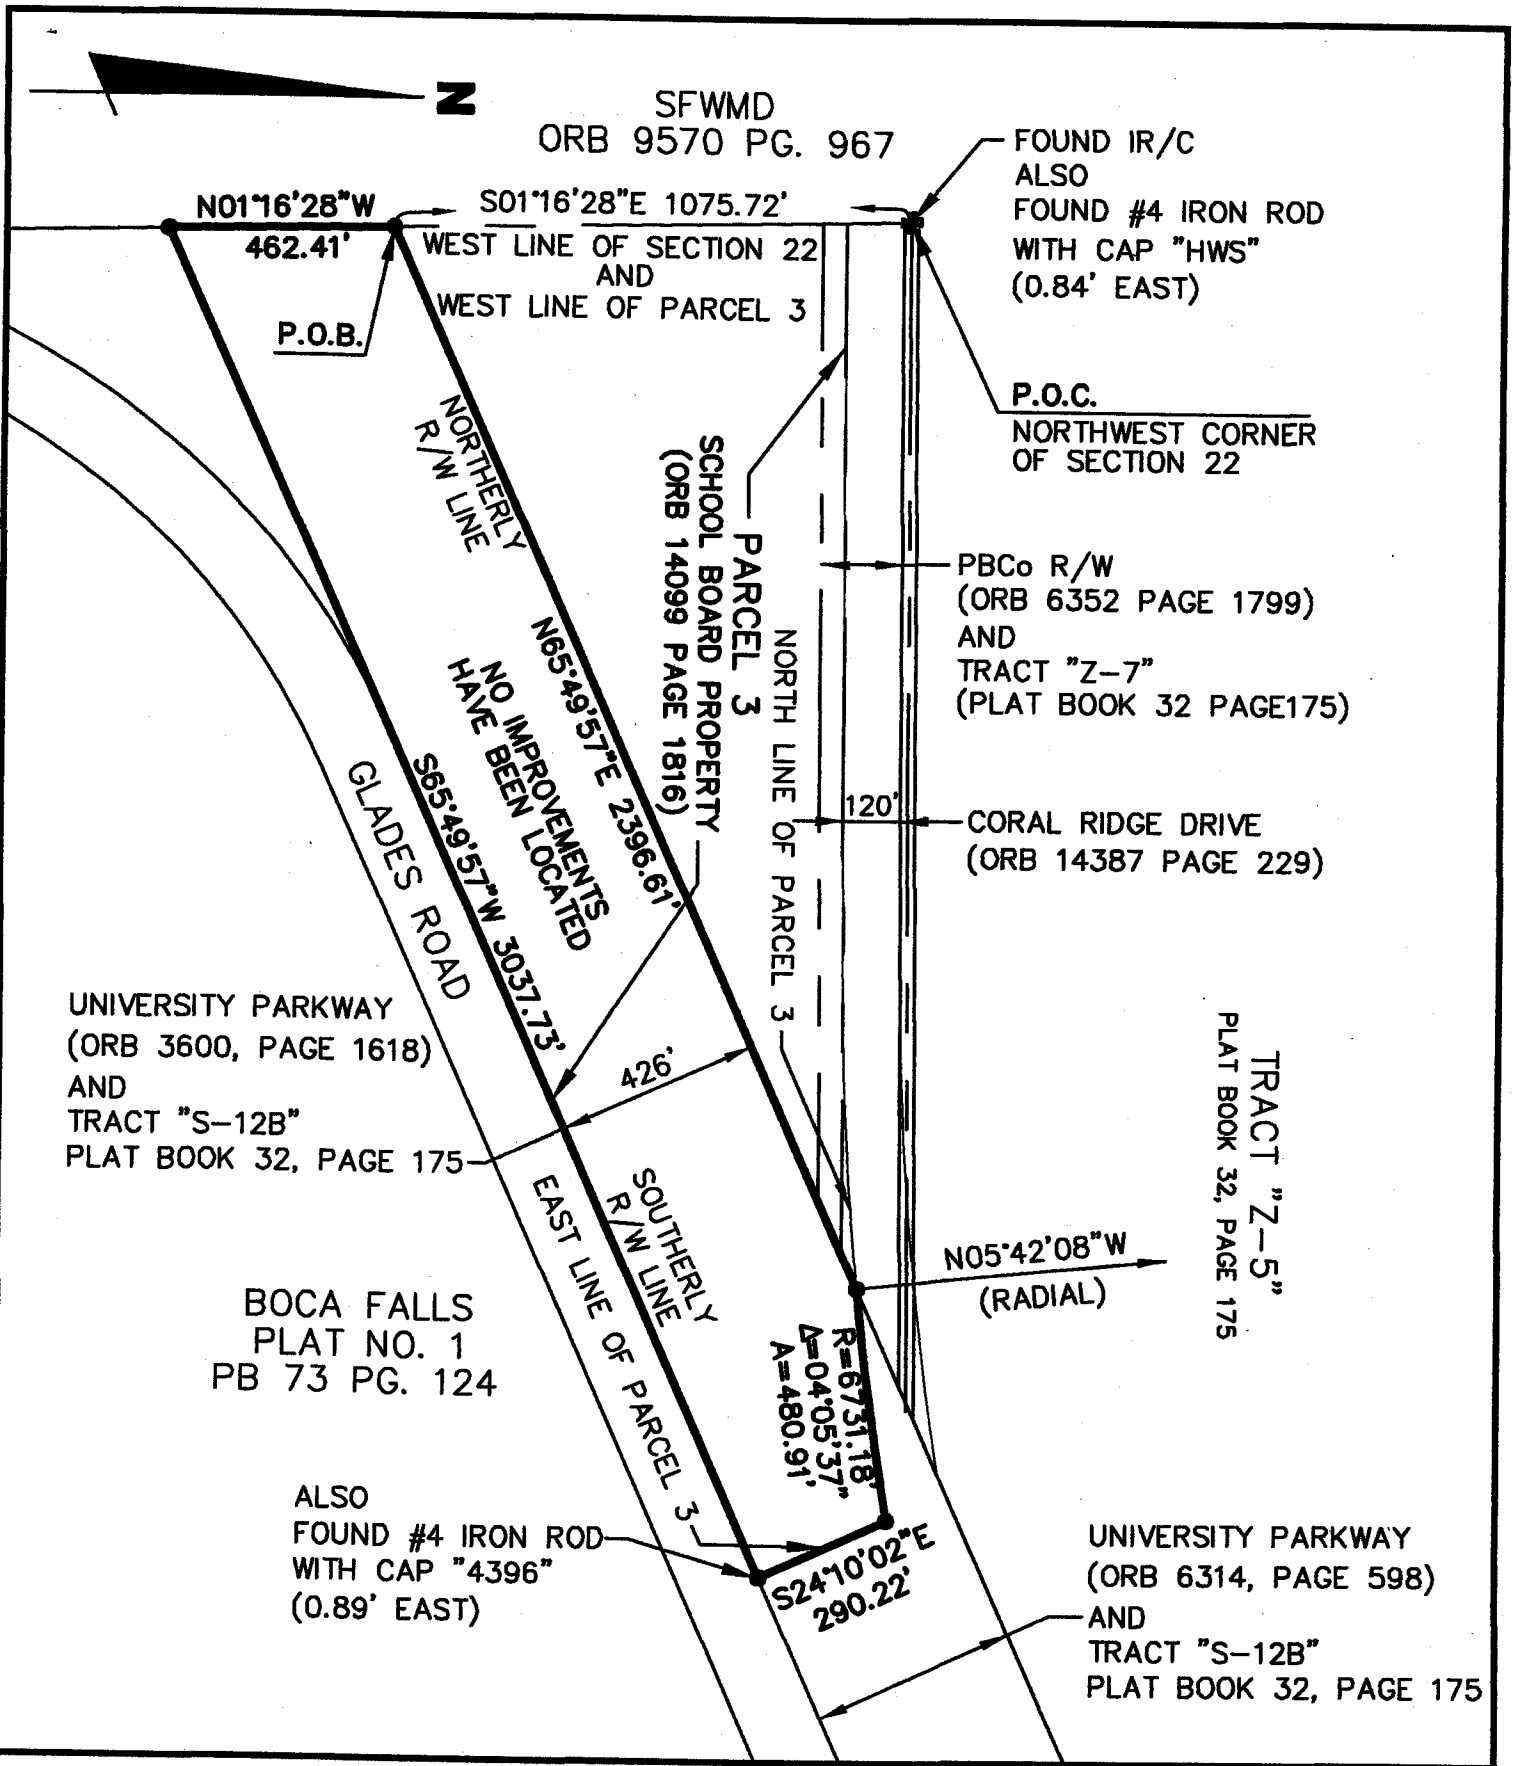 N
SFWMD
ORB 9570 PG. 967
FOUND IR/C
ALSO
FOUND #4 IRON ROD
WITH CAP "HWS"
(0.84' EAST)
N01°16'28"W
462.41'
S01°16'28"E 1075.72'
WEST LINE OF SECTION 22
AND
WEST LINE OF PARCEL 3
P.O.B.
P.O.C.
NORTHWEST CORNER
OF SECTION 22
NORTHERLY
R/W LINE
PARCEL 3
SCHOOL BOARD PROPERTY
(ORB 14099 PAGE 1816)
PBCo R/W
(ORB 6352 PAGE 1799)
AND
TRACT "Z-7"
(PLAT BOOK 32 PAGE175)
N65°49'57"E 2396.61'
NO IMPROVEMENTS
HAVE BEEN LOCATED
NORTH LINE OF PARCEL 3
120'
CORAL RIDGE DRIVE
(ORB 14387 PAGE 229)
S65°49'57"W 3037.73'
GLADES ROAD
UNIVERSITY PARKWAY
(ORB 3600, PAGE 1618)
AND
TRACT "S-12B"
PLAT BOOK 32, PAGE 175
426'
TRACT "Z-5"
PLAT BOOK 32, PAGE 175
SOUTHERLY
R/W LINE
EAST LINE OF PARCEL 3
N05°42'08"W
(RADIAL)
BOCA FALLS
PLAT NO. 1
PB 73 PG. 124
R=6731.18'
Δ=04°05'37"
A=480.91'
ALSO
FOUND #4 IRON ROD
WITH CAP "4396"
(0.89' EAST)
S24°10'02"E
290.22'
UNIVERSITY PARKWAY
(ORB 6314, PAGE 598)
AND
TRACT "S-12B"
PLAT BOOK 32, PAGE 175